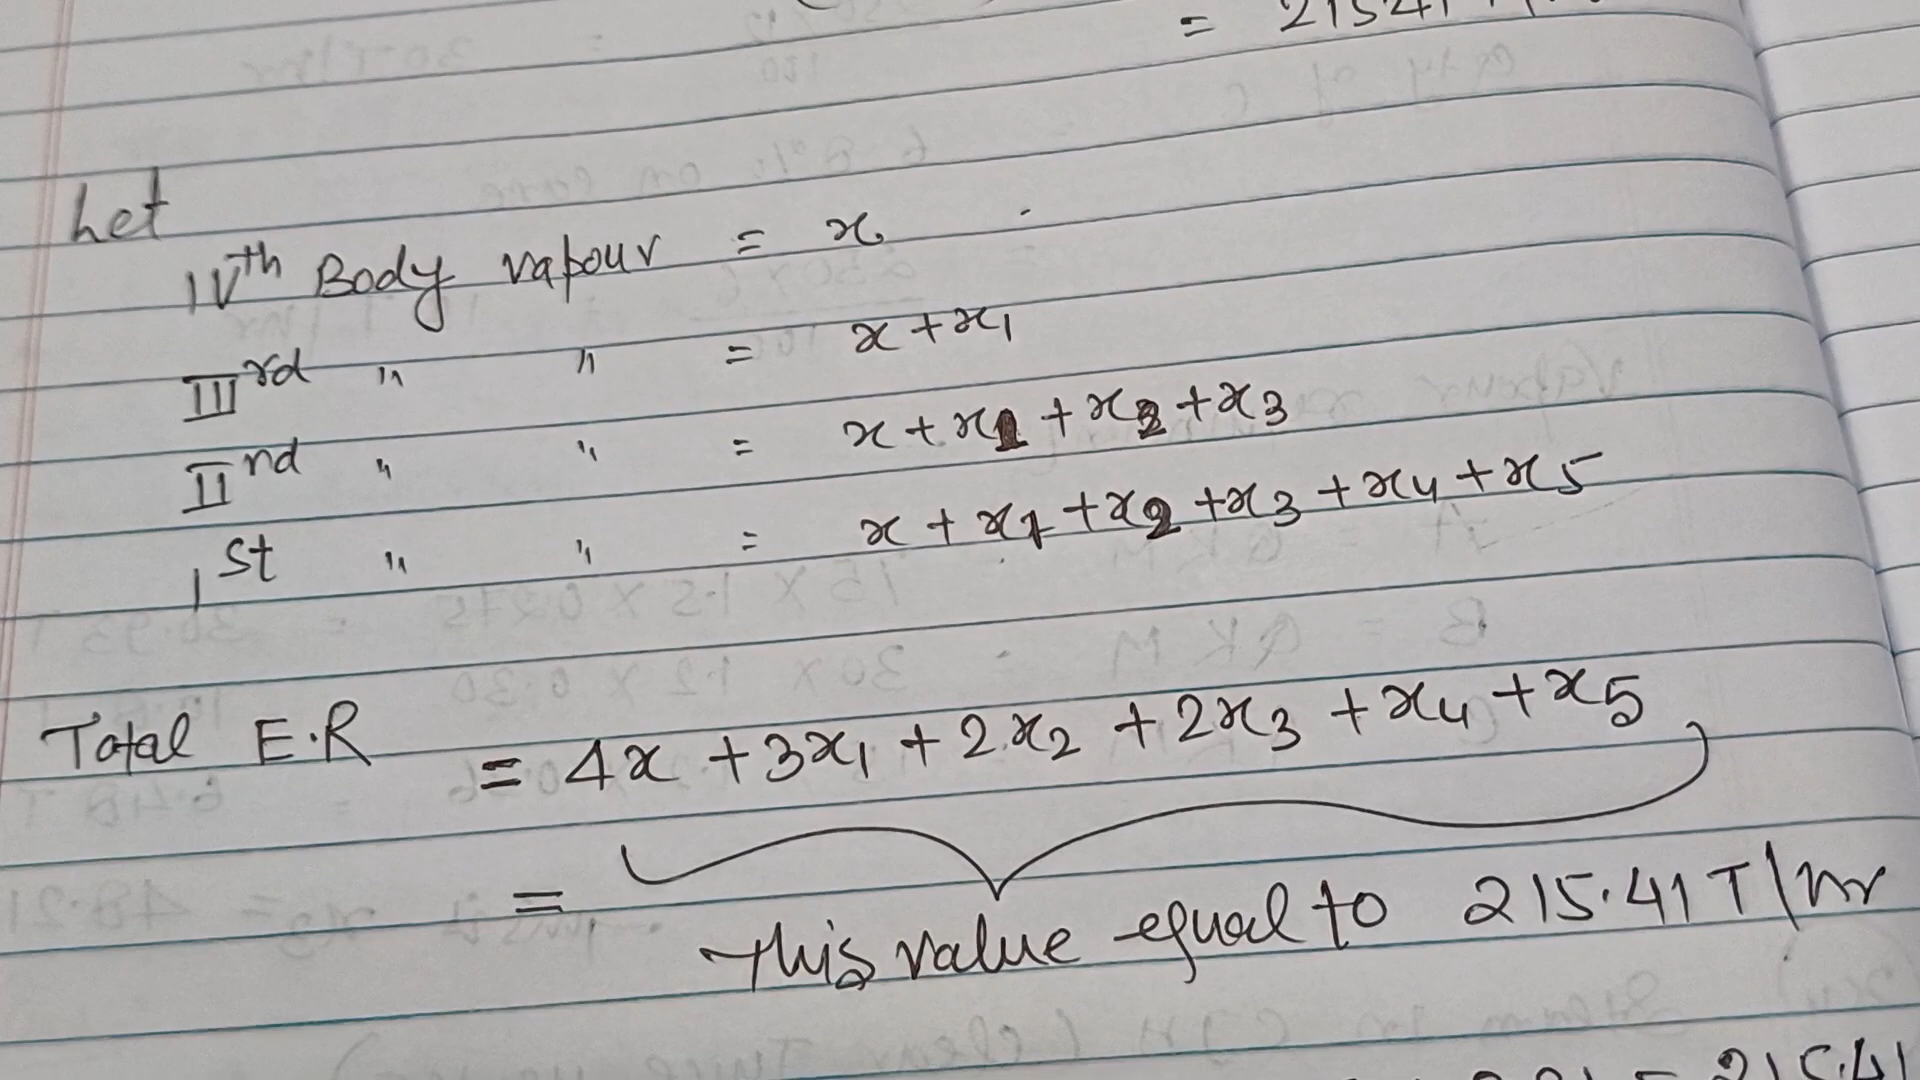 = 21541
Let
IVth Body vapour = x
IIIrd " " = x + x1
IInd " " = x + x1 + x2 + x3
1st " " = x + x1 + x2 + x3 + x4 + x5
Total E.R = 4x + 3x1 + 2x2 + 2x3 + x4 + x5
= This value equal to 215.41 T/hr
= 215.41